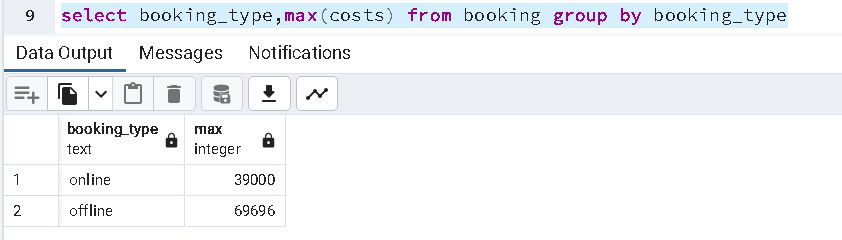 9 select booking_type,max(costs) from booking group by booking_type
Data Output Messages Notifications
booking_type max
text integer
1 online 39000
2 offline 69696